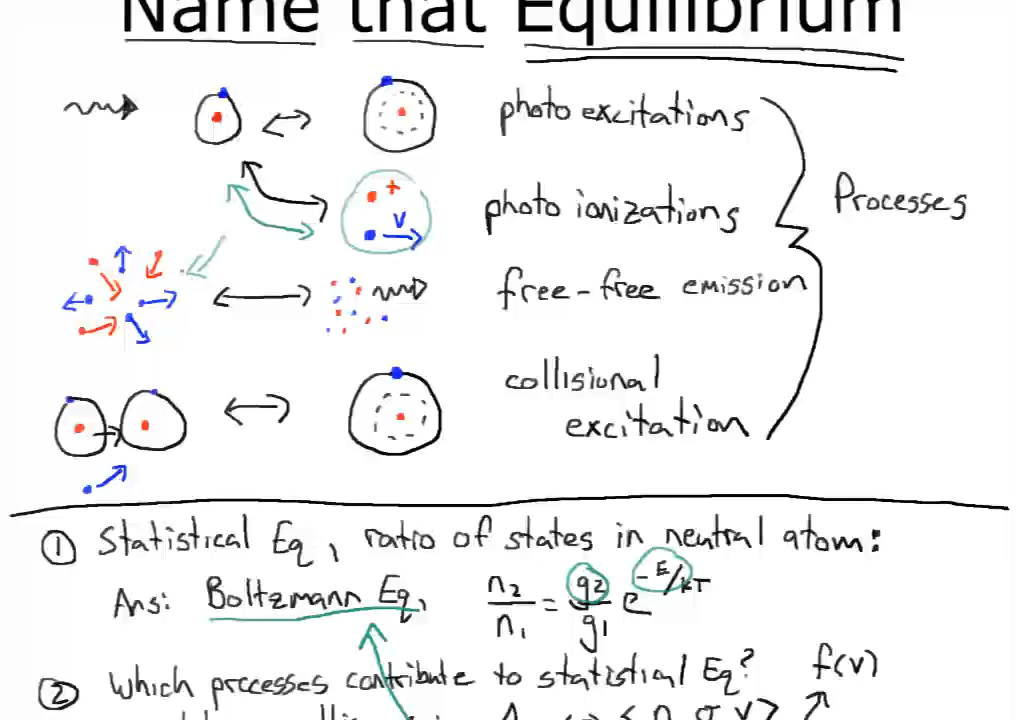 Name that Equilibrium
photo excitations
+
v
photo ionizations
Processes
free-free emission
collisional
excitation
① Statistical Eq, ratio of states in neutral atom:
Ans: Boltzmann Eq, n₂/n₁ = g₂/g₁ e^-E/kT
② Which processes contribute to statistial Eq? f(v)